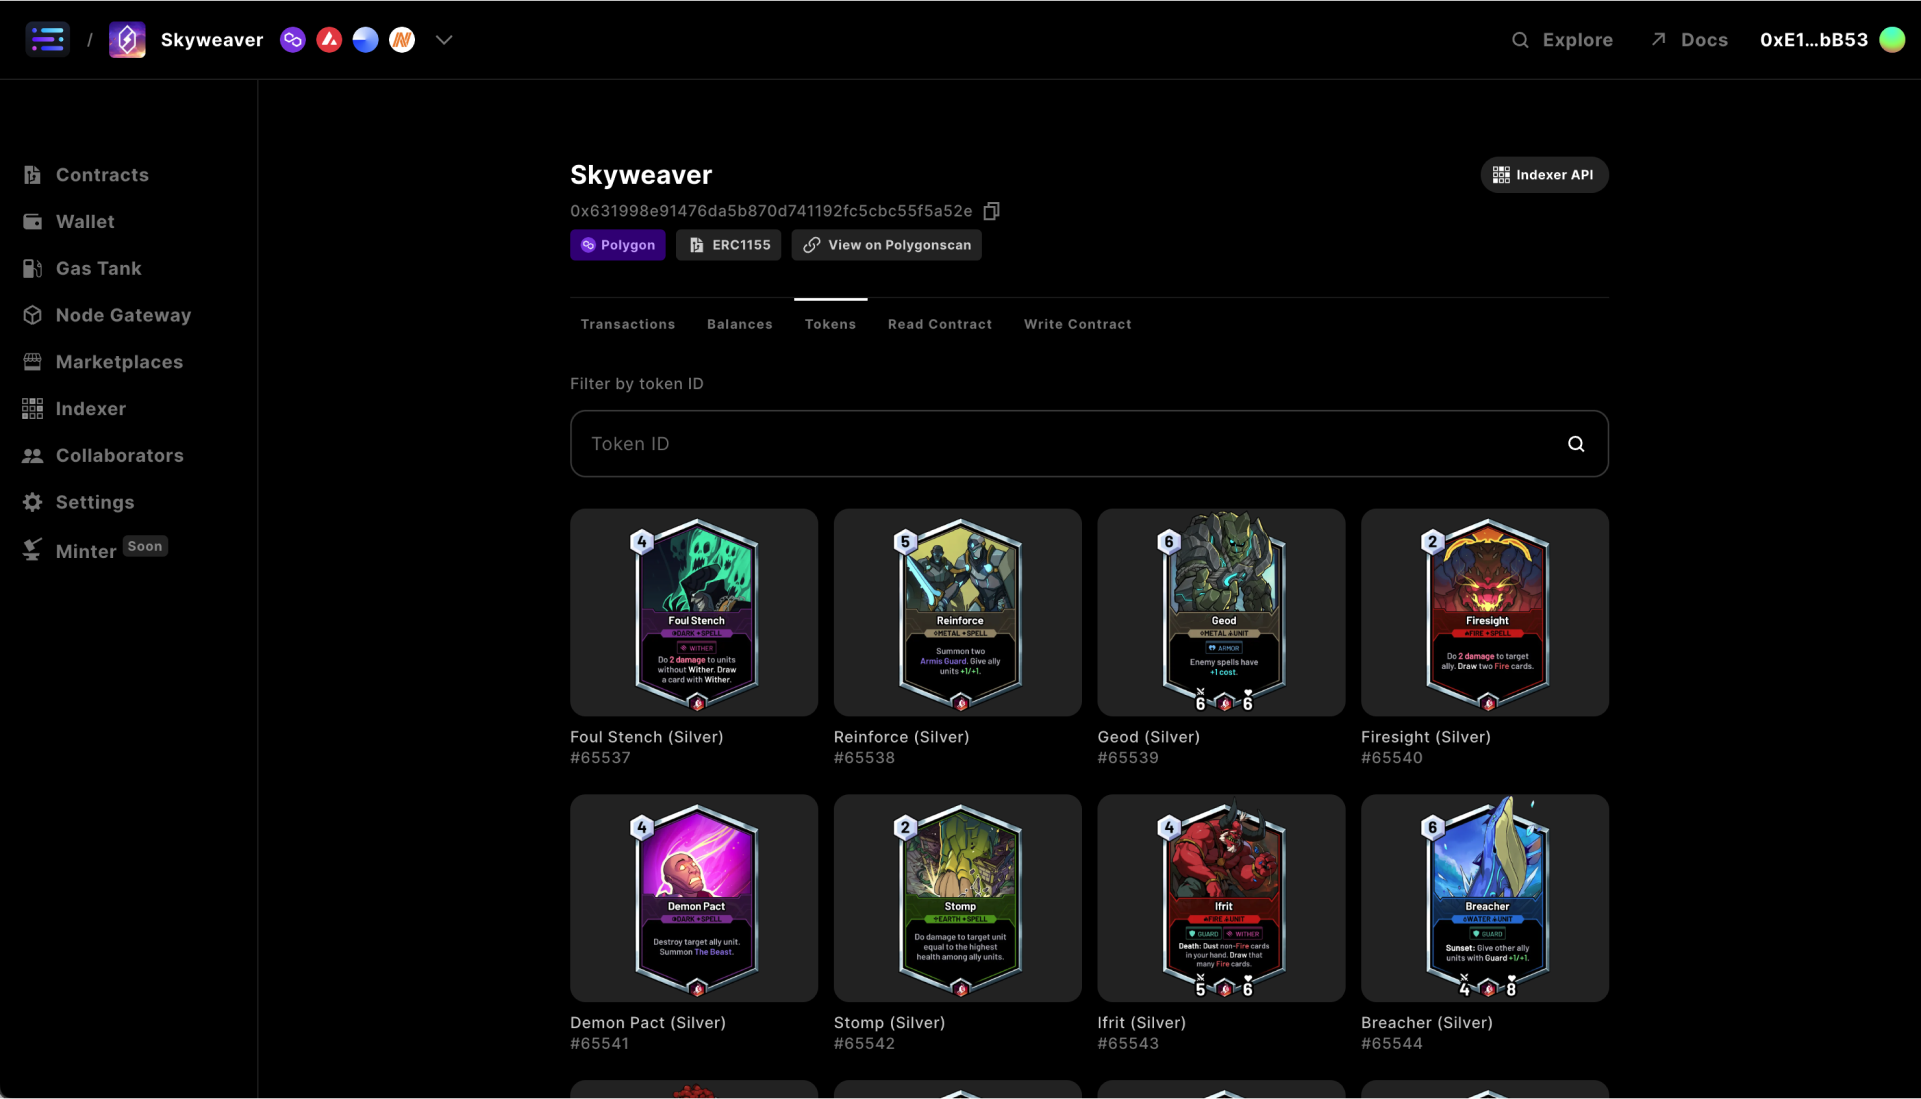 / Skyweaver
Explore
Docs
0xE1...bB53
Contracts
Wallet
Gas Tank
Node Gateway
Marketplaces
Indexer
Collaborators
Settings
Minter Soon
Skyweaver
Indexer API
0x631998e91476da5b870d741192fc5cbc55f5a52e
Polygon
ERC1155
View on Polygonscan
Transactions
Balances
Tokens
Read Contract
Write Contract
Filter by token ID
Token ID
4
Foul Stench
DARK SPELL
WITHER
Do 2 damage to units
without Wither. Draw
a card with Wither.
Foul Stench (Silver)
#65537
5
Reinforce
METAL SPELL
Summon two
Armis Guard. Give ally
units +1/+1.
Reinforce (Silver)
#65538
6
Geod
METAL UNIT
ARMOR
Enemy spells have
+1 cost.
6 6
Geod (Silver)
#65539
2
Firesight
FIRE SPELL
Do 2 damage to target
ally. Draw two Fire cards.
Firesight (Silver)
#65540
4
Demon Pact
DARK SPELL
Destroy target ally unit.
Summon The Beast.
Demon Pact (Silver)
#65541
2
Stomp
EARTH SPELL
Do damage to target unit
equal to the highest
health among ally units.
Stomp (Silver)
#65542
4
Ifrit
FIRE UNIT
GUARD WITHER
Death: Dust non-Fire cards
in your hand. Draw that
many Fire cards.
5 6
Ifrit (Silver)
#65543
6
Breacher
WATER UNIT
GUARD
Sunset: Give other ally
units with Guard +1/+1.
4 8
Breacher (Silver)
#65544